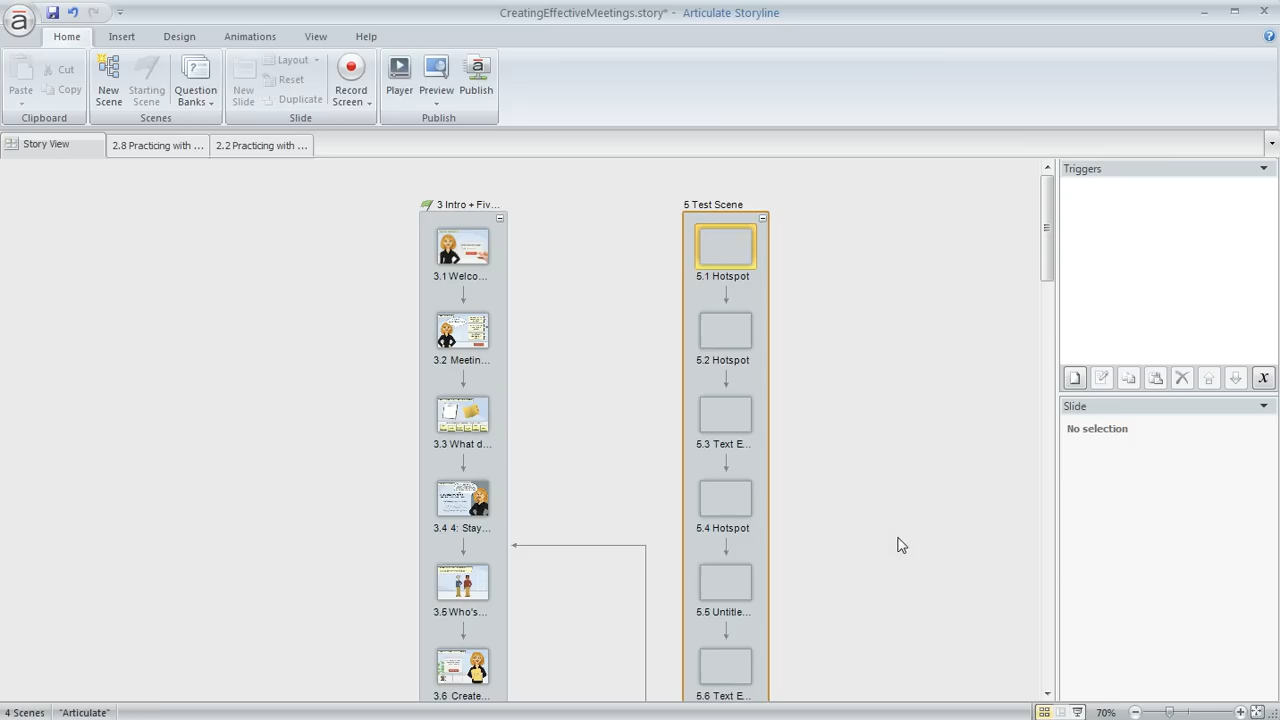 CreatingEffectiveMeetings.story* - Articulate Storyline
Home Insert Design Animations View Help
Paste Cut Copy
New Scene Starting Scene Question Banks
New Slide Layout Reset Duplicate
Record Screen
Player Preview Publish
Clipboard Scenes Slide Publish
Story View 2.8 Practicing with ... 2.2 Practicing with ...
Triggers
3 Intro + Fiv...
5 Test Scene
3.1 Welco...
5.1 Hotspot
3.2 Meetin...
5.2 Hotspot
x
Slide
No selection
3.3 What d...
5.3 Text E...
3.4 4: Stay...
5.4 Hotspot
3.5 Who's...
5.5 Untitle...
3.6 Create...
5.6 Text E...
4 Scenes "Articulate" 70%